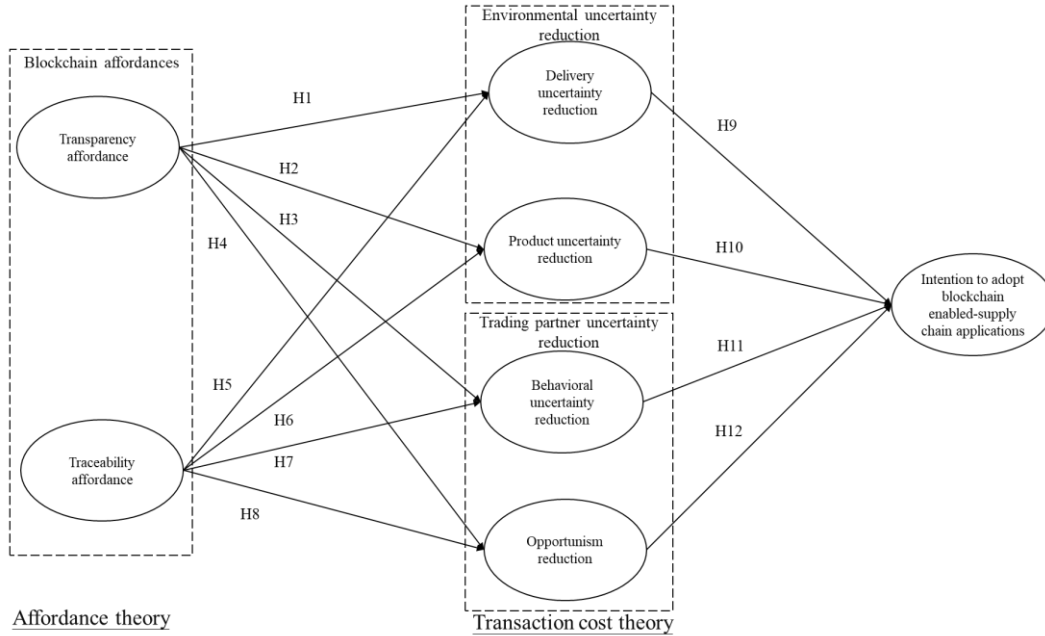 Blockchain affordances
Transparency
affordance
Traceability
affordance
Affordance theory
H1
H2
H3
H4
H5
H6
H7
H8
Environmental uncertainty
reduction
Delivery
uncertainty
reduction
Product uncertainty
reduction
Trading partner uncertainty
reduction
Behavioral
uncertainty
reduction
Opportunism
reduction
Transaction cost theory
H9
H10
H11
H12
Intention to adopt
blockchain
enabled-supply
chain applications